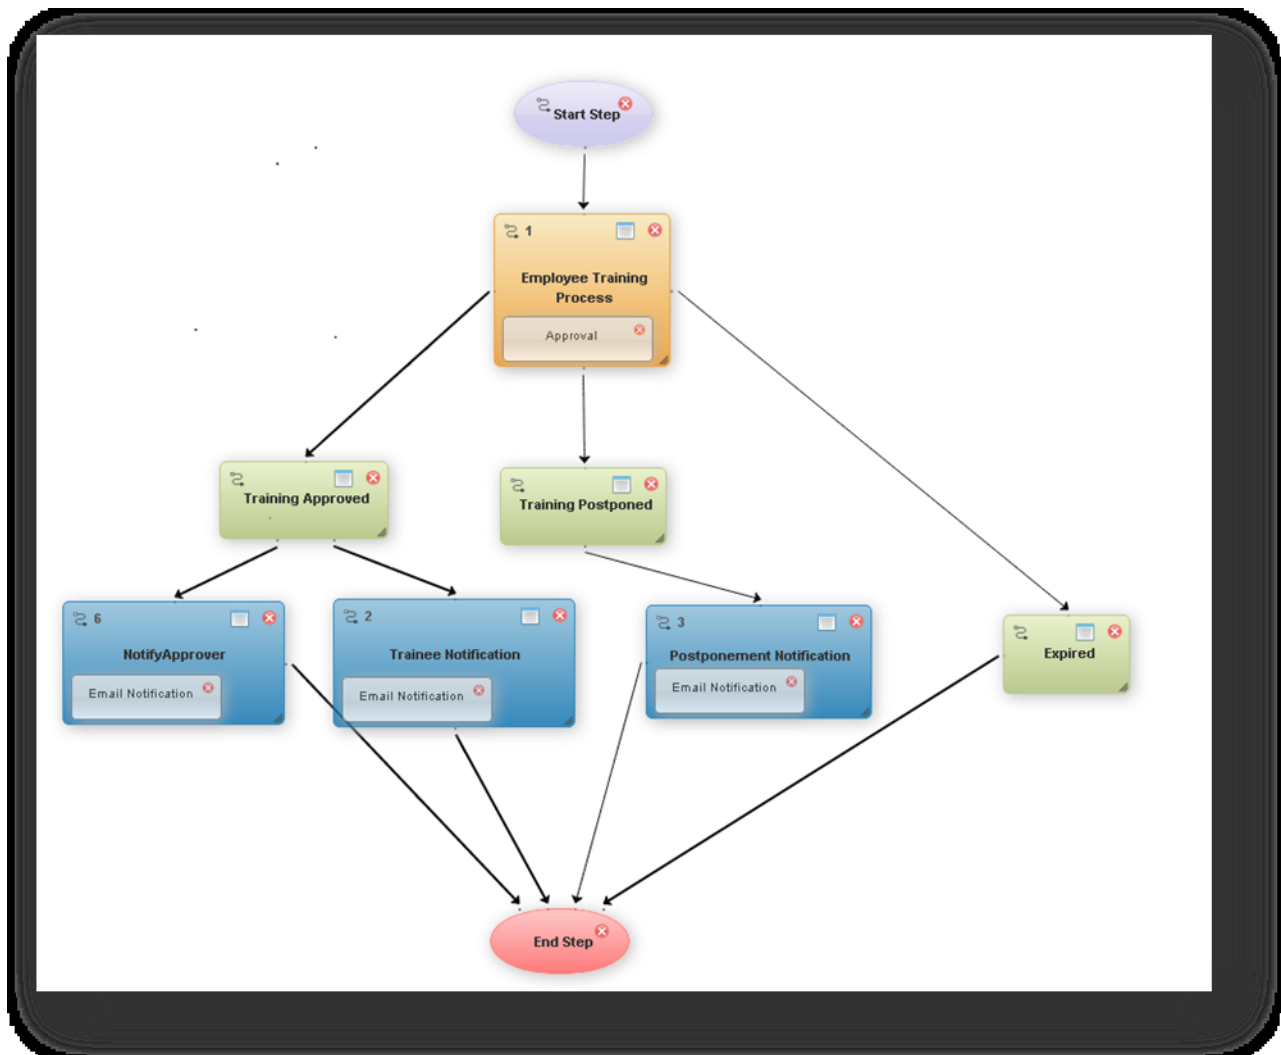 Start Step
1
Employee Training
Process
Approval
Training Approved
Training Postponed
6
NotifyApprover
Email Notification
2
Trainee Notification
Email Notification
3
Postponement Notification
Email Notification
Expired
End Step